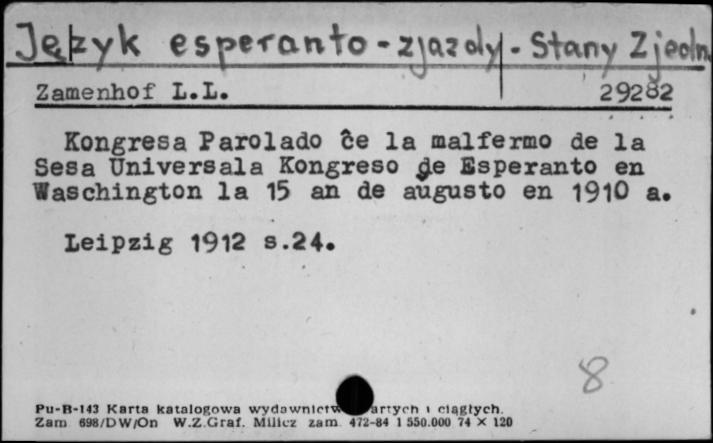 Język esperanto - zjazdy - Stany Zjedn.
Zamenhof L.L. 29282
Kongresa Parolado ĉe la malfermo de la
Sesa Universala Kongreso de Esperanto en
Waschington la 15 an de augusto en 1910 a.
Leipzig 1912 s.24.
8
Pu-B-143 Karta katalogowa wydawnictw artych i ciągłych.
Zam 698/DW/On W.Z.Graf. Milicz zam. 472-84 1 550.000 74 × 120